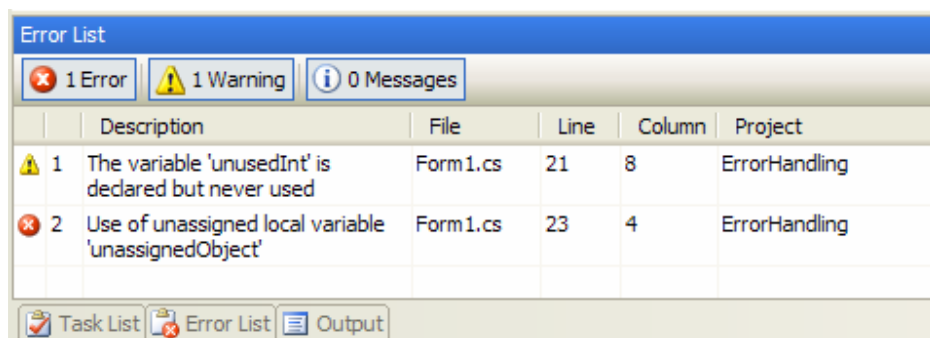 Error List
1 Error 1 Warning 0 Messages
Description File Line Column Project
1 The variable 'unusedInt' is declared but never used Form1.cs 21 8 ErrorHandling
2 Use of unassigned local variable 'unassignedObject' Form1.cs 23 4 ErrorHandling
Task List Error List Output